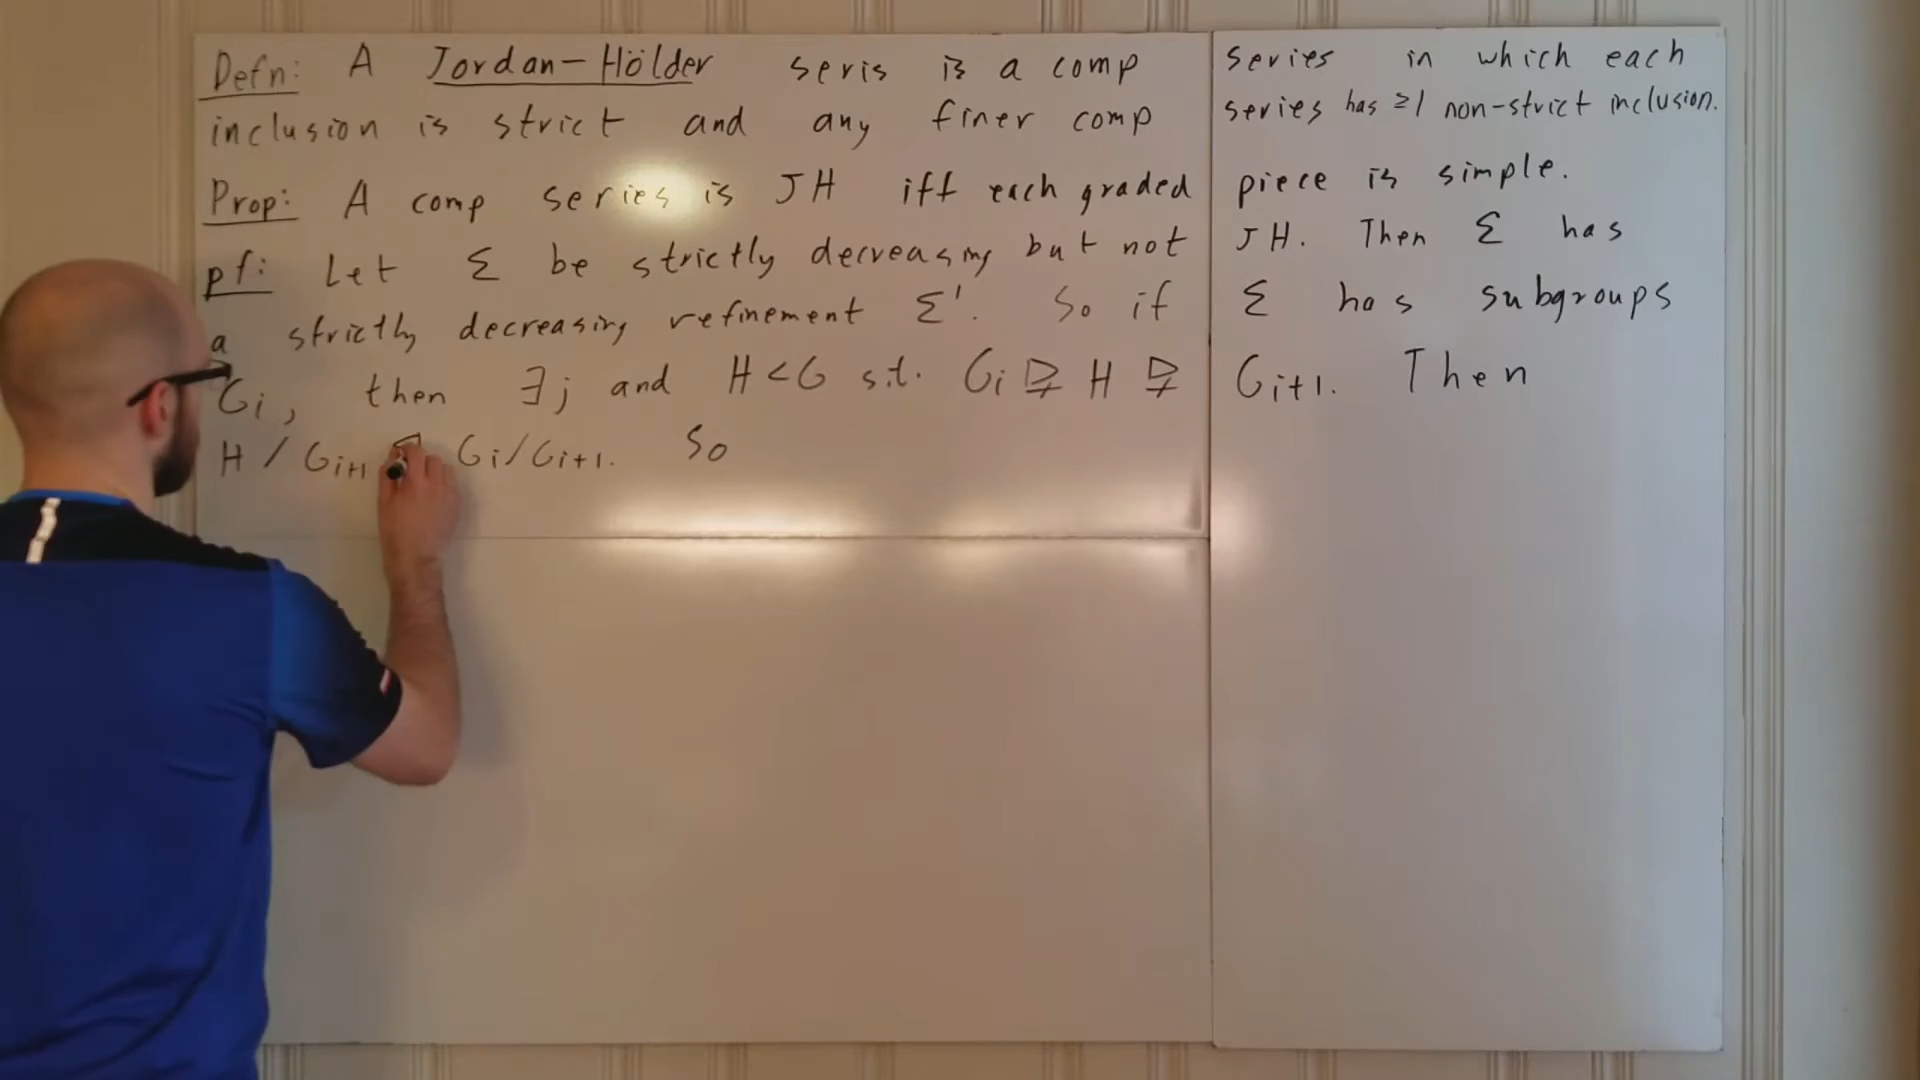 Defn: A Jordan-Hölder seris is a comp series in which each
inclusion is strict and any finer comp series has ≥1 non-strict inclusion.
Prop: A comp series is JH iff each graded piece is simple.
pf: Let Σ be strictly decreasing but not JH. Then Σ has
a strictly decreasing refinement Σ'. So if Σ has subgroups
Gi, then ∃j and H<G s.t. Gi ⋭ H ⋭ Gi+1. Then
H/Gi+1 Gi/Gi+1. So